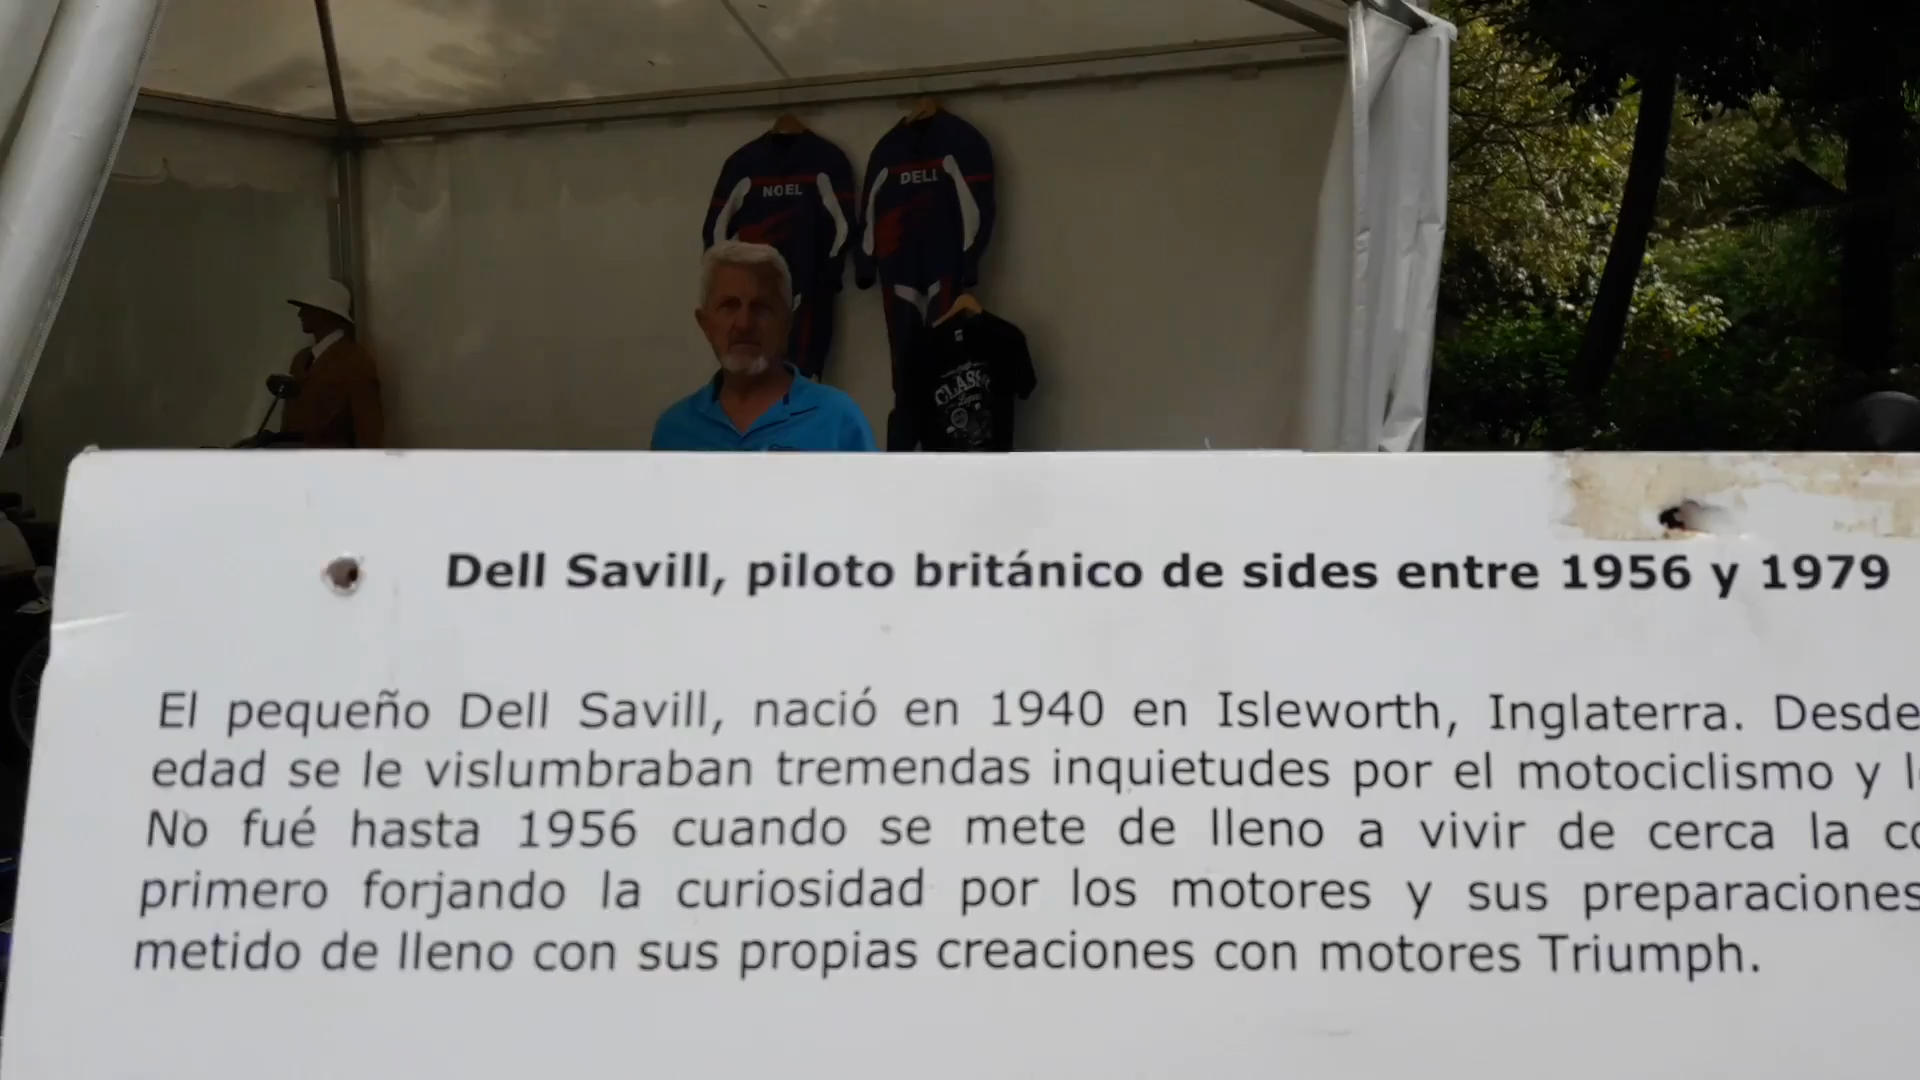 NOEL
DELL
Dell Savill, piloto británico de sides entre 1956 y 1979
El pequeño Dell Savill, nació en 1940 en Isleworth, Inglaterra. Desde
edad se le vislumbraban tremendas inquietudes por el motociclismo y
No fué hasta 1956 cuando se mete de lleno a vivir de cerca la
primero forjando la curiosidad por los motores y sus preparaciones
metido de lleno con sus propias creaciones con motores Triumph.